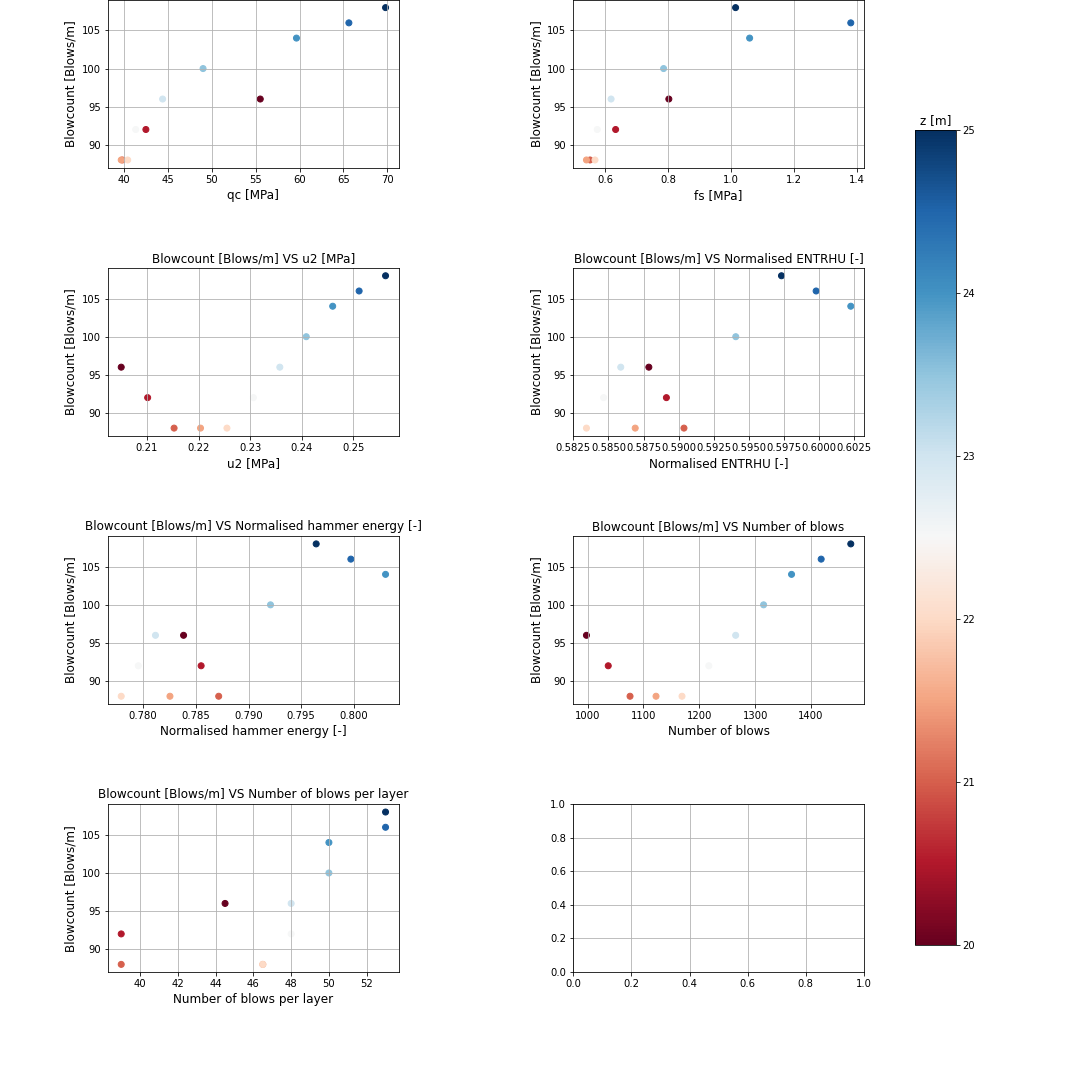 105
100
95
90
Blowcount [Blows/m]
40 45 50 55 60 65 70
qc [MPa]
105
100
95
90
Blowcount [Blows/m]
0.6 0.8 1.0 1.2 1.4
fs [MPa]
z [m]
25
24
23
22
21
20
Blowcount [Blows/m] VS u2 [MPa]
105
100
95
90
Blowcount [Blows/m]
0.21 0.22 0.23 0.24 0.25
u2 [MPa]
Blowcount [Blows/m] VS Normalised ENTRHU [-]
105
100
95
90
Blowcount [Blows/m]
0.5825 0.5850 0.5875 0.5900 0.5925 0.5950 0.5975 0.6000 0.6025
Normalised ENTRHU [-]
Blowcount [Blows/m] VS Normalised hammer energy [-]
105
100
95
90
Blowcount [Blows/m]
0.780 0.785 0.790 0.795 0.800
Normalised hammer energy [-]
Blowcount [Blows/m] VS Number of blows
105
100
95
90
Blowcount [Blows/m]
1000 1100 1200 1300 1400
Number of blows
Blowcount [Blows/m] VS Number of blows per layer
105
100
95
90
Blowcount [Blows/m]
40 42 44 46 48 50 52
Number of blows per layer
1.0
0.8
0.6
0.4
0.2
0.0
0.0 0.2 0.4 0.6 0.8 1.0